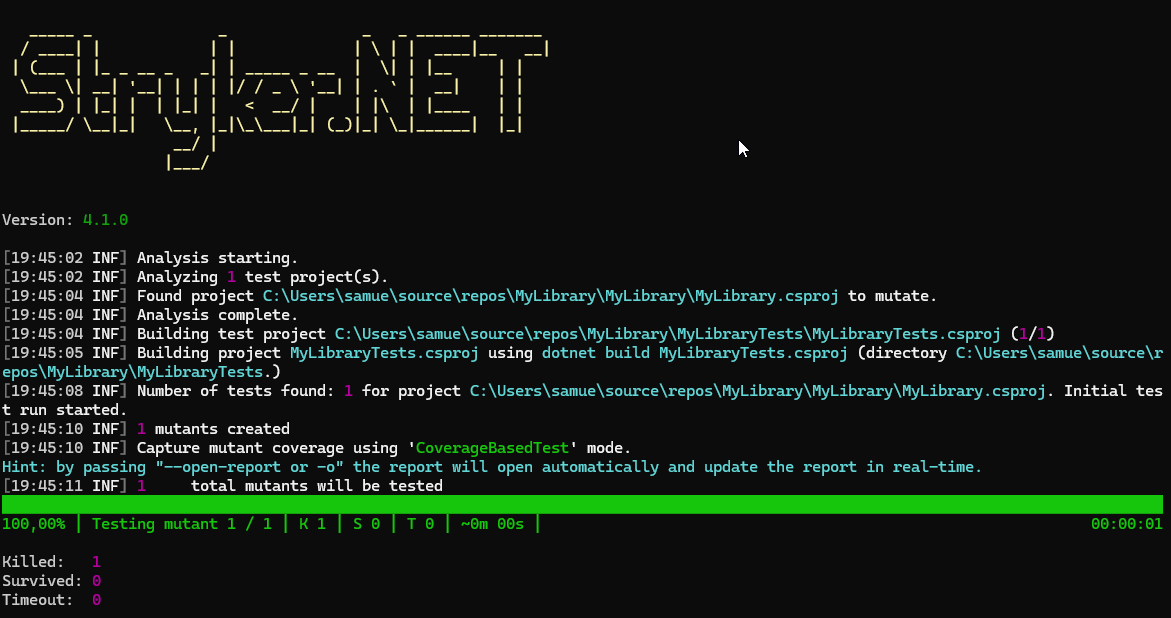 Stryker.NET
Version: 4.1.0
[19:45:02 INF] Analysis starting.
[19:45:02 INF] Analyzing 1 test project(s).
[19:45:04 INF] Found project C:\Users\samue\source\repos\MyLibrary\MyLibrary\MyLibrary.csproj to mutate.
[19:45:04 INF] Analysis complete.
[19:45:04 INF] Building test project C:\Users\samue\source\repos\MyLibrary\MyLibraryTests\MyLibraryTests.csproj (1/1)
[19:45:05 INF] Building project MyLibraryTests.csproj using dotnet build MyLibraryTests.csproj (directory C:\Users\samue\source\r
epos\MyLibrary\MyLibraryTests.)
[19:45:08 INF] Number of tests found: 1 for project C:\Users\samue\source\repos\MyLibrary\MyLibrary\MyLibrary.csproj. Initial tes
t run started.
[19:45:10 INF] 1 mutants created
[19:45:10 INF] Capture mutant coverage using 'CoverageBasedTest' mode.
Hint: by passing "--open-report or -o" the report will open automatically and update the report in real-time.
[19:45:11 INF] 1     total mutants will be tested
100,00% | Testing mutant 1 / 1 | K 1 | S 0 | T 0 | ~0m 00s | 00:00:01
Killed:   1
Survived: 0
Timeout:  0